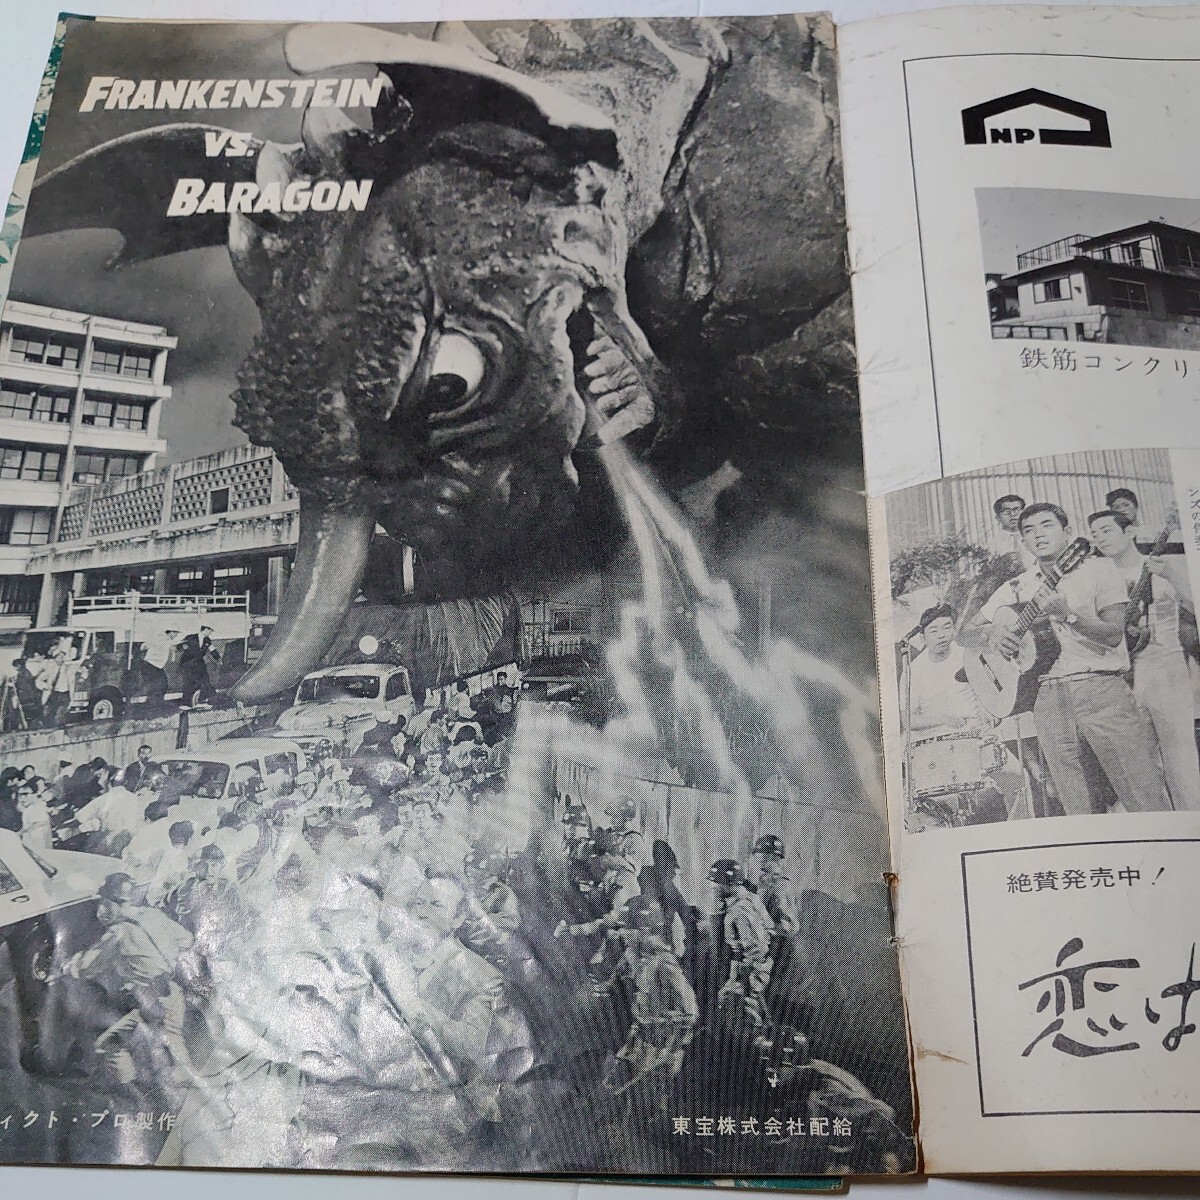 FRANKENSTEIN
VS.
BARAGON
ィクト・プロ製作
東宝株式会社配給
NP
鉄筋コンクリ
絶賛発売中！
恋は